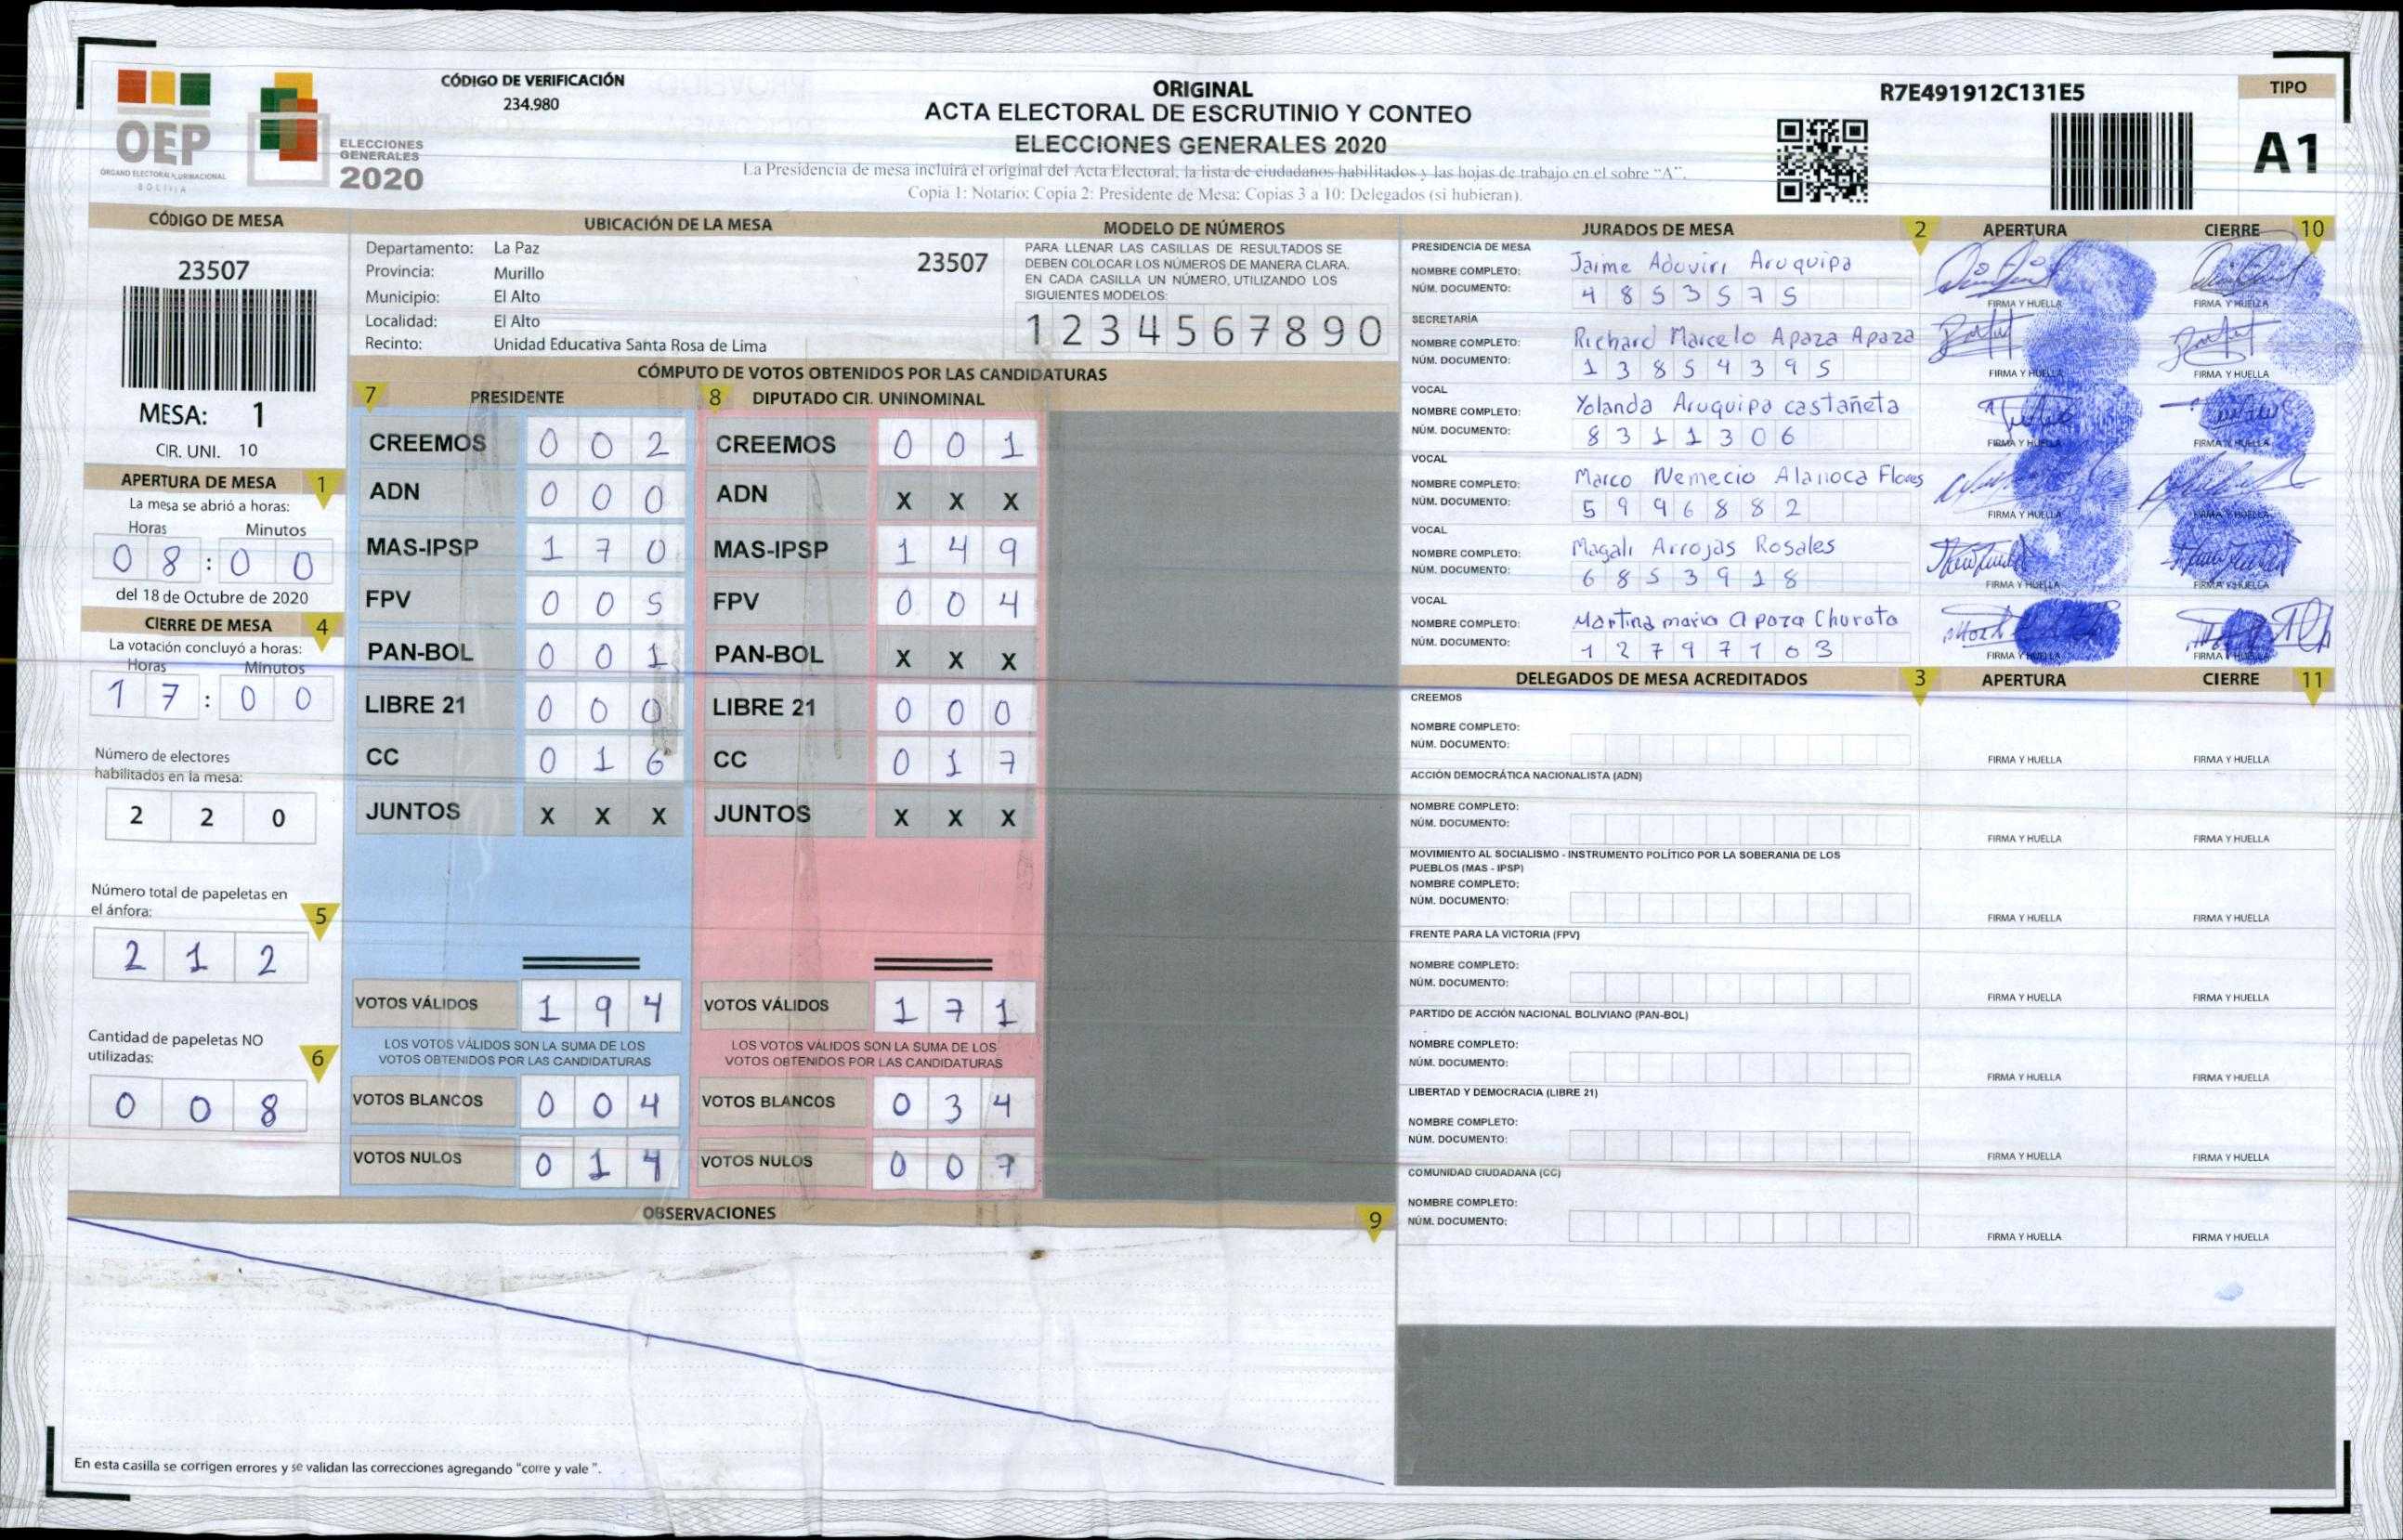 OEP
ÓRGANO ELECTORAL PLURINACIONAL
BOLIVIA
ELECCIONES
GENERALES
2020
CÓDIGO DE VERIFICACIÓN
234.980
ORIGINAL
ACTA ELECTORAL DE ESCRUTINIO Y CONTEO
ELECCIONES GENERALES 2020
La Presidencia de mesa incluirá el original del Acta Electoral, la lista de ciudadanos habilitados y las hojas de trabajo en el sobre "A".
Copia 1: Notario; Copia 2: Presidente de Mesa; Copias 3 a 10: Delegados (si hubieran).
R7E491912C131E5
TIPO
A1
CÓDIGO DE MESA
23507
MESA: 1
CIR. UNI. 10
APERTURA DE MESA 1
La mesa se abrió a horas:
Horas Minutos
0 8 : 0 0
del 18 de Octubre de 2020
CIERRE DE MESA 4
La votación concluyó a horas:
Horas Minutos
1 7 : 0 0
Número de electores
habilitados en la mesa:
2 2 0
Número total de papeletas en
el ánfora: 5
2 1 2
Cantidad de papeletas NO
utilizadas: 6
0 0 8
UBICACIÓN DE LA MESA
Departamento: La Paz
Provincia: Murillo
Municipio: El Alto
Localidad: El Alto
Recinto: Unidad Educativa Santa Rosa de Lima
23507
MODELO DE NÚMEROS
PARA LLENAR LAS CASILLAS DE RESULTADOS SE
DEBEN COLOCAR LOS NÚMEROS DE MANERA CLARA.
EN CADA CASILLA UN NÚMERO, UTILIZANDO LOS
SIGUIENTES MODELOS:
1 2 3 4 5 6 7 8 9 0
CÓMPUTO DE VOTOS OBTENIDOS POR LAS CANDIDATURAS
7 PRESIDENTE
CREEMOS 0 0 2
ADN 0 0 0
MAS-IPSP 1 7 0
FPV 0 0 5
PAN-BOL 0 0 1
LIBRE 21 0 0 0
CC 0 1 6
JUNTOS X X X
VOTOS VÁLIDOS 1 9 4
LOS VOTOS VÁLIDOS SON LA SUMA DE LOS
VOTOS OBTENIDOS POR LAS CANDIDATURAS
VOTOS BLANCOS 0 0 4
VOTOS NULOS 0 1 4
8 DIPUTADO CIR. UNINOMINAL
CREEMOS 0 0 1
ADN X X X
MAS-IPSP 1 4 9
FPV 0 0 4
PAN-BOL X X X
LIBRE 21 0 0 0
CC 0 1 7
JUNTOS X X X
VOTOS VÁLIDOS 1 7 1
LOS VOTOS VÁLIDOS SON LA SUMA DE LOS
VOTOS OBTENIDOS POR LAS CANDIDATURAS
VOTOS BLANCOS 0 3 4
VOTOS NULOS 0 0 7
OBSERVACIONES 9
En esta casilla se corrigen errores y se validan las correcciones agregando "corre y vale ".
JURADOS DE MESA 2 APERTURA CIERRE 10
PRESIDENCIA DE MESA
NOMBRE COMPLETO: Jaime Aduviri Aruquipa
NÚM. DOCUMENTO: 4 8 5 3 5 7 5
FIRMA Y HUELLA FIRMA Y HUELLA
SECRETARÍA
NOMBRE COMPLETO: Richard Marcelo Apaza Apaza
NÚM. DOCUMENTO: 1 3 8 5 4 3 9 5
FIRMA Y HUELLA FIRMA Y HUELLA
VOCAL
NOMBRE COMPLETO: Yolanda Aruquipa castañeta
NÚM. DOCUMENTO: 8 3 1 1 3 0 6
FIRMA Y HUELLA FIRMA Y HUELLA
VOCAL
NOMBRE COMPLETO: Marco Nemecio Alanoca Flores
NÚM. DOCUMENTO: 5 9 9 6 8 8 2
FIRMA Y HUELLA FIRMA Y HUELLA
VOCAL
NOMBRE COMPLETO: Magali Arrojas Rosales
NÚM. DOCUMENTO: 6 8 5 3 9 1 8
FIRMA Y HUELLA FIRMA Y HUELLA
VOCAL
NOMBRE COMPLETO: Martina maria Apaza Churata
NÚM. DOCUMENTO: 1 2 7 9 7 1 0 3
FIRMA Y HUELLA FIRMA Y HUELLA
DELEGADOS DE MESA ACREDITADOS 3 APERTURA CIERRE 11
CREEMOS
NOMBRE COMPLETO:
NÚM. DOCUMENTO:
FIRMA Y HUELLA FIRMA Y HUELLA
ACCIÓN DEMOCRÁTICA NACIONALISTA (ADN)
NOMBRE COMPLETO:
NÚM. DOCUMENTO:
FIRMA Y HUELLA FIRMA Y HUELLA
MOVIMIENTO AL SOCIALISMO - INSTRUMENTO POLÍTICO POR LA SOBERANIA DE LOS
PUEBLOS (MAS - IPSP)
NOMBRE COMPLETO:
NÚM. DOCUMENTO:
FIRMA Y HUELLA FIRMA Y HUELLA
FRENTE PARA LA VICTORIA (FPV)
NOMBRE COMPLETO:
NÚM. DOCUMENTO:
FIRMA Y HUELLA FIRMA Y HUELLA
PARTIDO DE ACCIÓN NACIONAL BOLIVIANO (PAN-BOL)
NOMBRE COMPLETO:
NÚM. DOCUMENTO:
FIRMA Y HUELLA FIRMA Y HUELLA
LIBERTAD Y DEMOCRACIA (LIBRE 21)
NOMBRE COMPLETO:
NÚM. DOCUMENTO:
FIRMA Y HUELLA FIRMA Y HUELLA
COMUNIDAD CIUDADANA (CC)
NOMBRE COMPLETO:
NÚM. DOCUMENTO:
FIRMA Y HUELLA FIRMA Y HUELLA